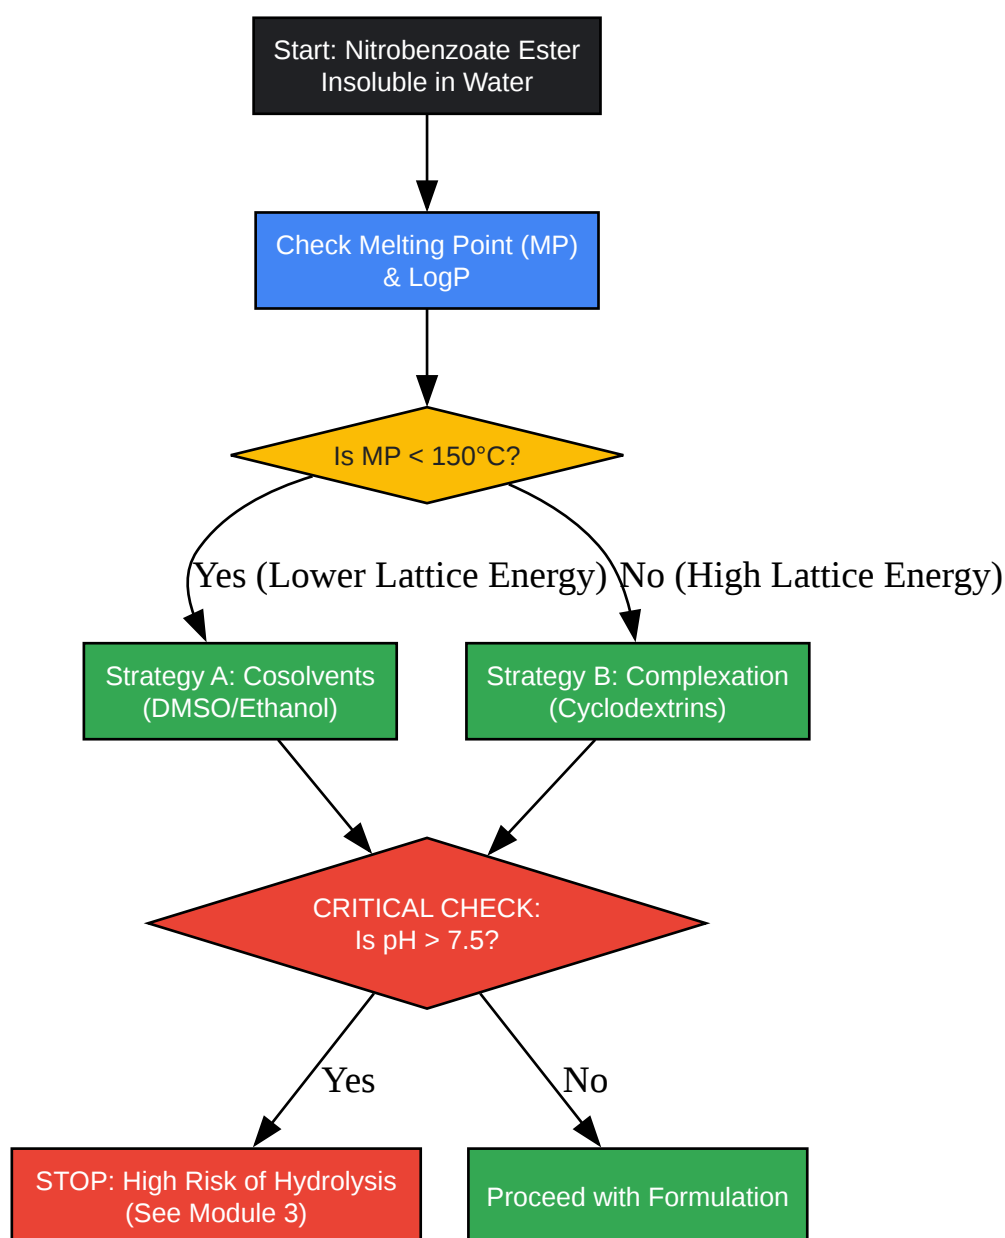 Start: Nitrobenzoate Ester
Insoluble in Water
Check Melting Point (MP)
& LogP
Is MP < 150°C?
Yes (Lower Lattice Energy)
No (High Lattice Energy)
Strategy A: Cosolvents
(DMSO/Ethanol)
Strategy B: Complexation
(Cyclodextrins)
CRITICAL CHECK:
Is pH > 7.5?
Yes
No
STOP: High Risk of Hydrolysis
(See Module 3)
Proceed with Formulation